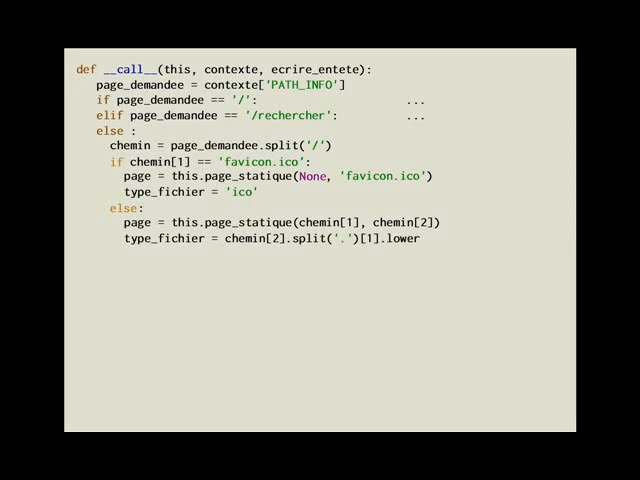 def __call__(this, contexte, ecrire_entete):
page_demandee = contexte['PATH_INFO']
if page_demandee == '/': ...
elif page_demandee == '/rechercher': ...
else :
chemin = page_demandee.split('/')
if chemin[1] == 'favicon.ico':
page = this.page_statique(None, 'favicon.ico')
type_fichier = 'ico'
else:
page = this.page_statique(chemin[1], chemin[2])
type_fichier = chemin[2].split('.')[1].lower